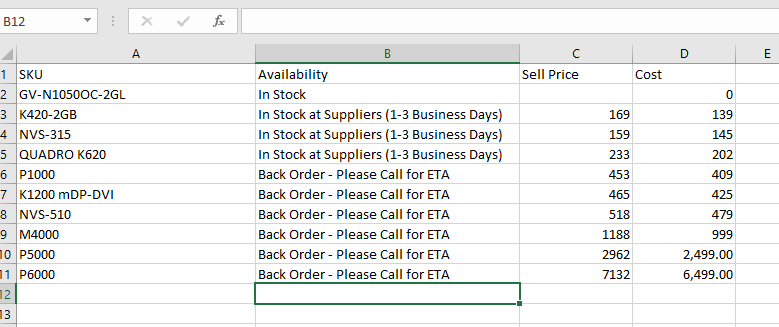 B12 fx
A B C D E
1 SKU Availability Sell Price Cost
2 GV-N1050OC-2GL In Stock 0
3 K420-2GB In Stock at Suppliers (1-3 Business Days) 169 139
4 NVS-315 In Stock at Suppliers (1-3 Business Days) 159 145
5 QUADRO K620 In Stock at Suppliers (1-3 Business Days) 233 202
6 P1000 Back Order - Please Call for ETA 453 409
7 K1200 mDP-DVI Back Order - Please Call for ETA 465 425
8 NVS-510 Back Order - Please Call for ETA 518 479
9 M4000 Back Order - Please Call for ETA 1188 999
10 P5000 Back Order - Please Call for ETA 2962 2,499.00
11 P6000 Back Order - Please Call for ETA 7132 6,499.00
12
13